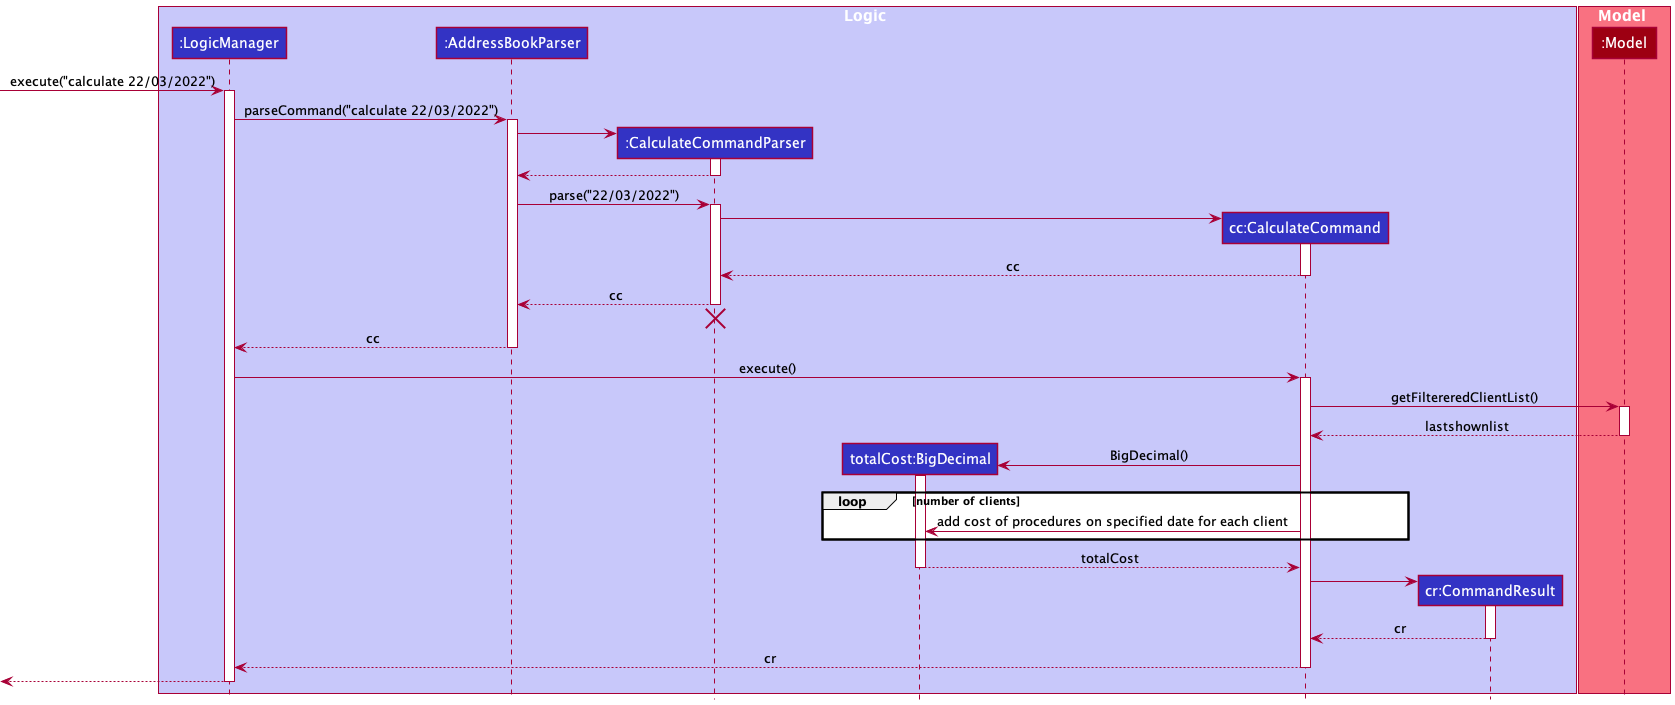 Logic
Model
:LogicManager
:AddressBookParser
:Model
execute("calculate 22/03/2022")
parseCommand("calculate 22/03/2022")
:CalculateCommandParser
parse("22/03/2022")
cc:CalculateCommand
cc
cc
cc
execute()
getFiltereredClientList()
lastshownlist
totalCost:BigDecimal
BigDecimal()
loop
[number of clients]
add cost of procedures on specified date for each client
totalCost
cr:CommandResult
cr
cr